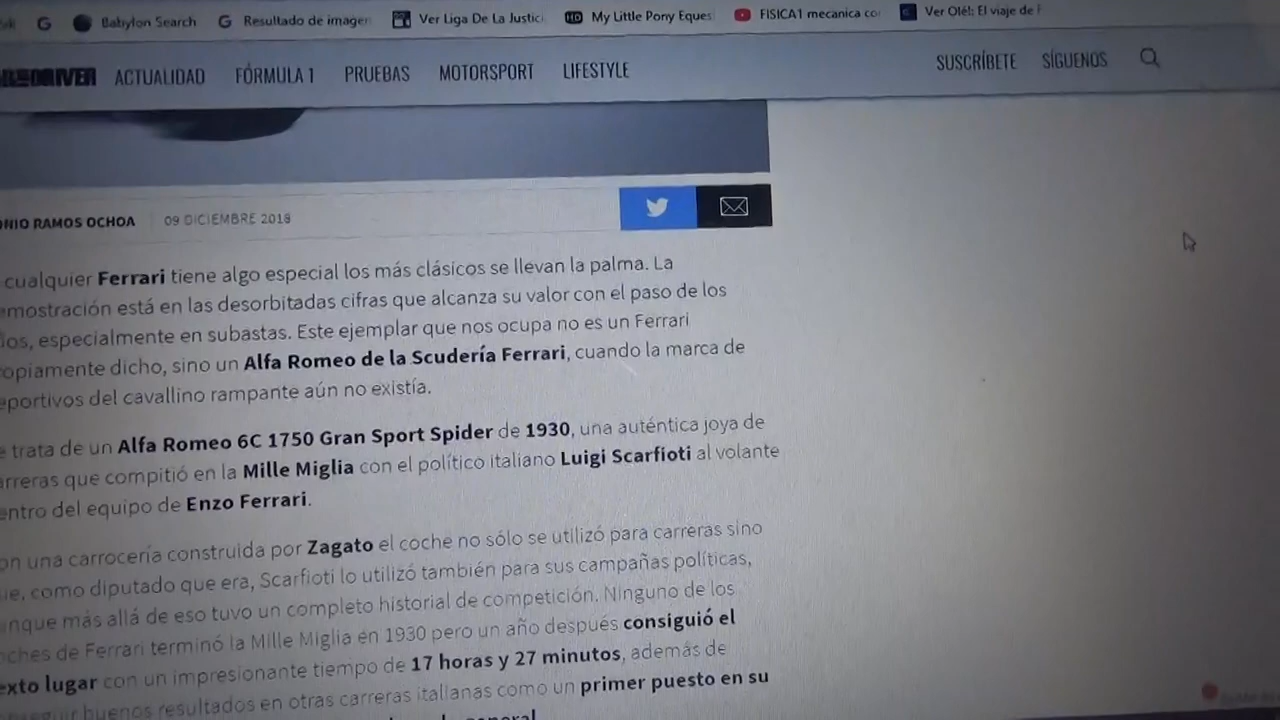 Babylon Search Resultado de imagen Ver Liga De La Justici My Little Pony Eques FISICA1 mecanica co Ver Olé!: El viaje de F
DRIVER ACTUALIDAD FÓRMULA 1 PRUEBAS MOTORSPORT LIFESTYLE SUSCRÍBETE SÍGUENOS
ONIO RAMOS OCHOA 09 DICIEMBRE 2018
cualquier Ferrari tiene algo especial los más clásicos se llevan la palma. La
emostración está en las desorbitadas cifras que alcanza su valor con el paso de los
ios, especialmente en subastas. Este ejemplar que nos ocupa no es un Ferrari
opiamente dicho, sino un Alfa Romeo de la Scudería Ferrari, cuando la marca de
eportivos del cavallino rampante aún no existía.
e trata de un Alfa Romeo 6C 1750 Gran Sport Spider de 1930, una auténtica joya de
arreras que compitió en la Mille Miglia con el político italiano Luigi Scarfioti al volante
entro del equipo de Enzo Ferrari.
on una carrocería construida por Zagato el coche no sólo se utilizó para carreras sino
ue, como diputado que era, Scarfioti lo utilizó también para sus campañas políticas,
unque más allá de eso tuvo un completo historial de competición. Ninguno de los
oches de Ferrari terminó la Mille Miglia en 1930 pero un año después consiguió el
exto lugar con un impresionante tiempo de 17 horas y 27 minutos, además de
onseguir buenos resultados en otras carreras italianas como un primer puesto en su
general